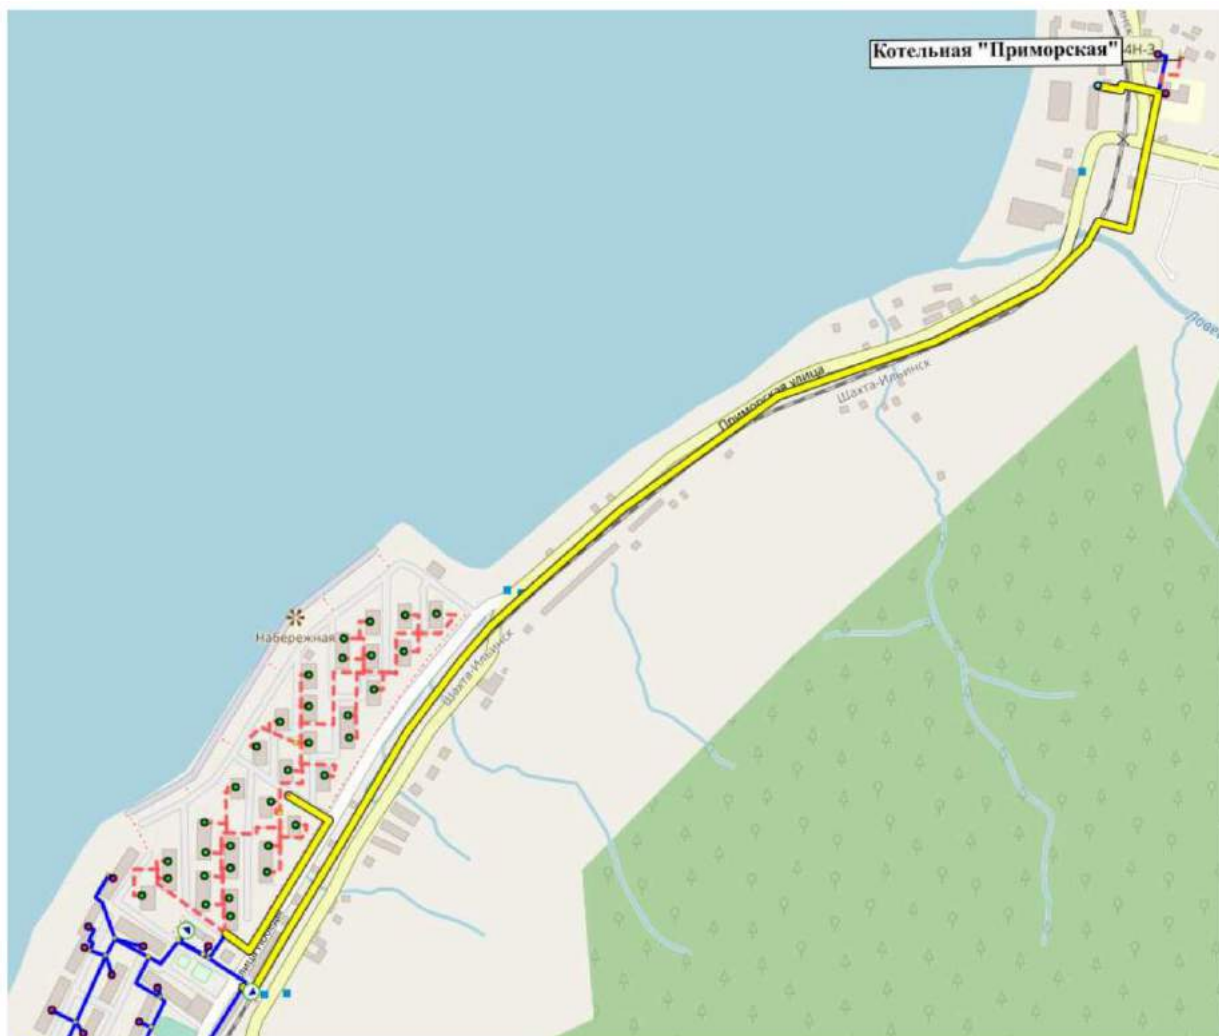 Котельная "Приморская"
4Н-3
Приморская улица
Шахта-Ильинск
Шахта-Ильинск
Набережная